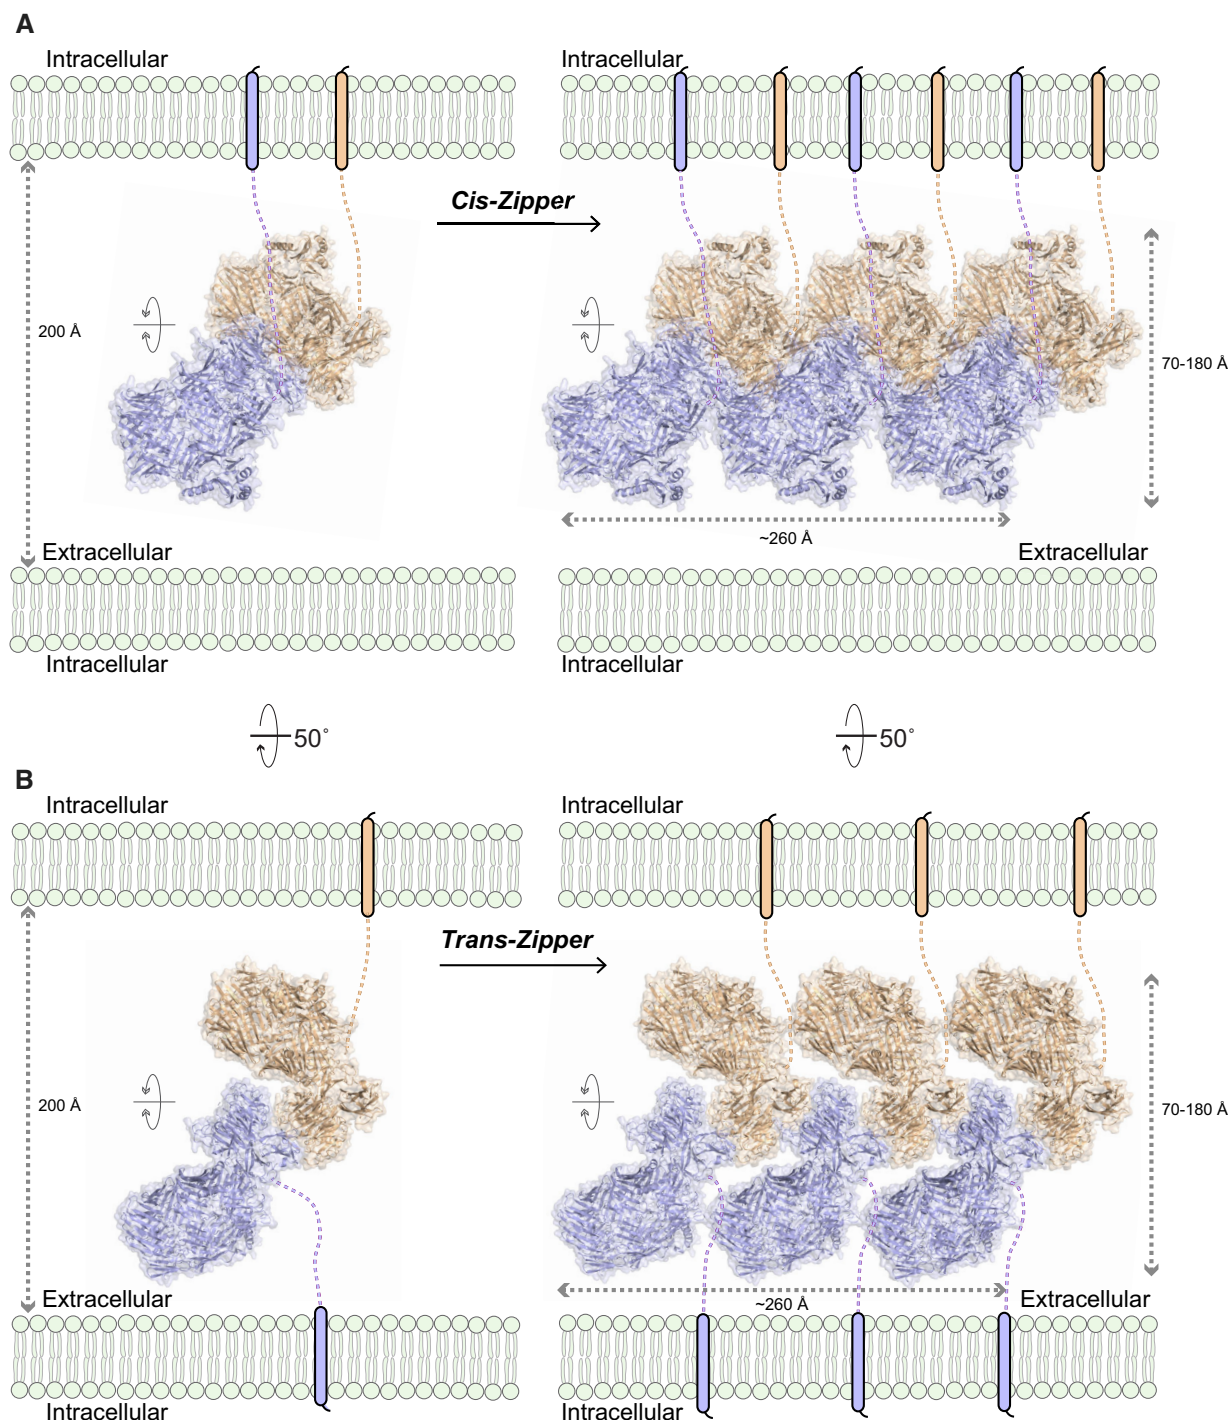 A
Intracellular
Intracellular
Cis-Zipper
200 Å
70-180 Å
~260 Å
Extracellular
Extracellular
Intracellular
Intracellular
50°
50°
B
Intracellular
Intracellular
Trans-Zipper
200 Å
70-180 Å
Extracellular
~260 Å
Extracellular
Intracellular
Intracellular